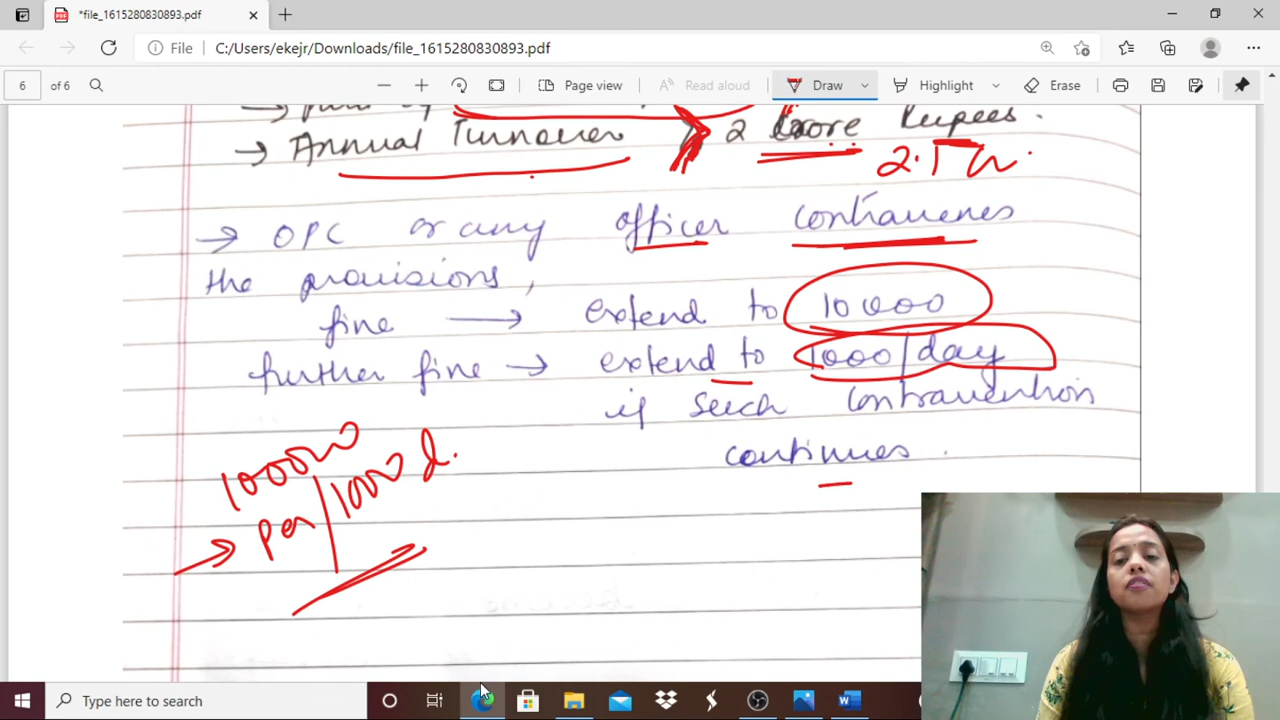 *file_1615280830893.pdf
File C:/Users/ekejr/Downloads/file_1615280830893.pdf
6 of 6 Page view Read aloud Draw Highlight Erase
→ Annual Turnover > 2 Crore Rupees.
2.1 Cr.
→ OPC or any officer contravenes
the provisions,
fine → extend to 10000
further fine → extend to 1000/day
if such contravention
continues.
10000
→ Per/1000 d.
Type here to search